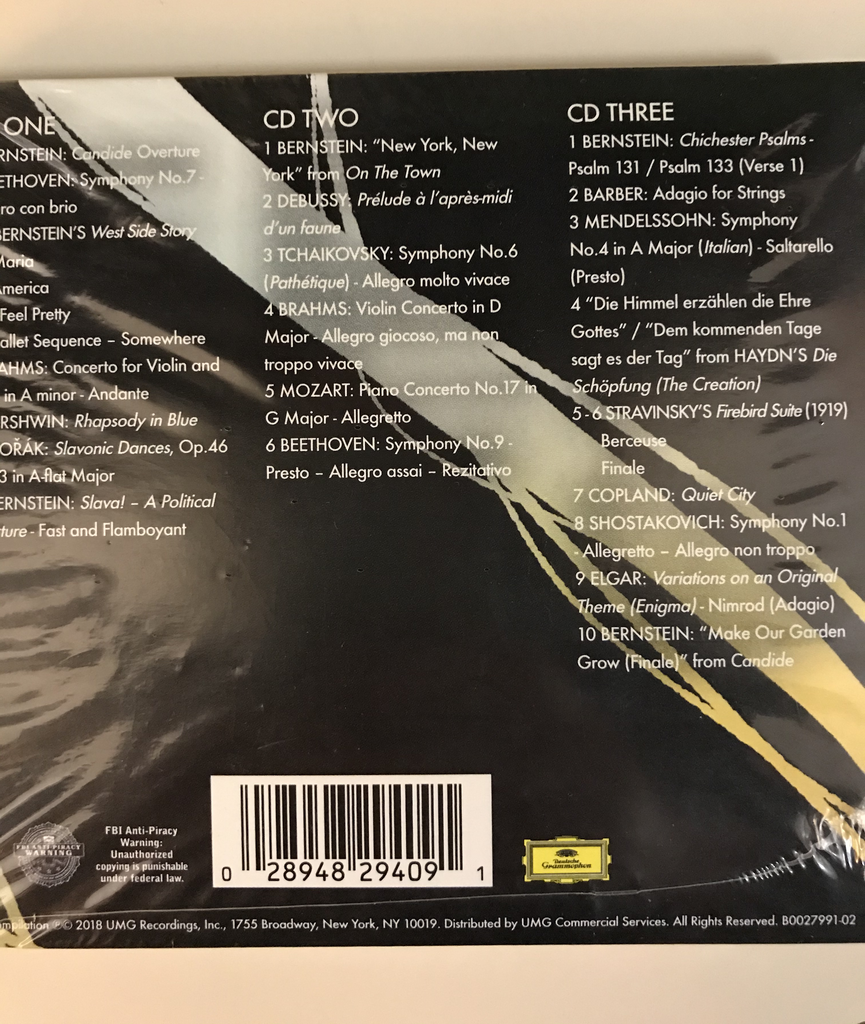 ONE
RNSTEIN: Candide Overture
ETHOVEN: Symphony No.7 -
ro con brio
BERNSTEIN'S West Side Story
Maria
America
Feel Pretty
allet Sequence – Somewhere
AHMS: Concerto for Violin and
in A minor - Andante
RSHWIN: Rhapsody in Blue
OŘÁK: Slavonic Dances, Op.46
3 in A-flat Major
ERNSTEIN: Slava! – A Political
ture - Fast and Flamboyant
CD TWO
1 BERNSTEIN: “New York, New
York” from On The Town
2 DEBUSSY: Prélude à l'après-midi
d'un faune
3 TCHAIKOVSKY: Symphony No.6
(Pathétique) - Allegro molto vivace
4 BRAHMS: Violin Concerto in D
Major - Allegro giocoso, ma non
troppo vivace
5 MOZART: Piano Concerto No.17 in
G Major - Allegretto
6 BEETHOVEN: Symphony No.9 -
Presto – Allegro assai – Rezitativo
CD THREE
1 BERNSTEIN: Chichester Psalms -
Psalm 131 / Psalm 133 (Verse 1)
2 BARBER: Adagio for Strings
3 MENDELSSOHN: Symphony
No.4 in A Major (Italian) - Saltarello
(Presto)
4 “Die Himmel erzählen die Ehre
Gottes” / “Dem kommenden Tage
sagt es der Tag” from HAYDN'S Die
Schöpfung (The Creation)
5 - 6 STRAVINSKY'S Firebird Suite (1919)
Berceuse
Finale
7 COPLAND: Quiet City
8 SHOSTAKOVICH: Symphony No.1
- Allegretto – Allegro non troppo
9 ELGAR: Variations on an Original
Theme (Enigma) - Nimrod (Adagio)
10 BERNSTEIN: “Make Our Garden
Grow (Finale)” from Candide
FBI ANTI-PIRACY
WARNING
FBI Anti-Piracy
Warning:
Unauthorized
copying is punishable
under federal law.
0 28948 29409 1
Deutsche
Grammophon
mpilation ℗© 2018 UMG Recordings, Inc., 1755 Broadway, New York, NY 10019. Distributed by UMG Commercial Services. All Rights Reserved. B0027991-02